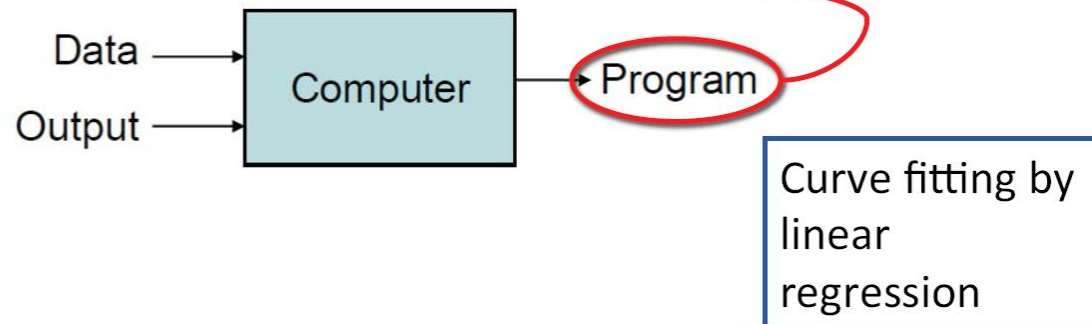 Data
Computer
Program
Output
Curve fitting by
linear
regression